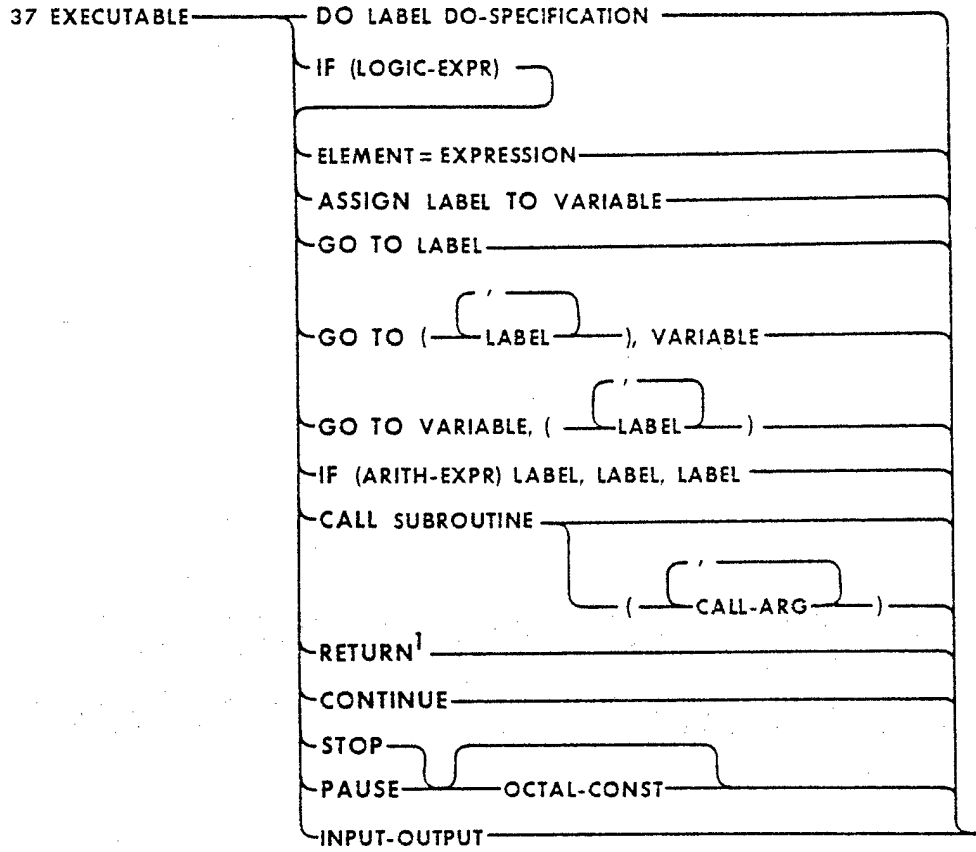 37 EXECUTABLE DO LABEL DO-SPECIFICATION
IF (LOGIC-EXPR)
ELEMENT = EXPRESSION
ASSIGN LABEL TO VARIABLE
GO TO LABEL
,
GO TO ( LABEL ), VARIABLE
,
GO TO VARIABLE, ( LABEL )
IF (ARITH-EXPR) LABEL, LABEL, LABEL
CALL SUBROUTINE
,
( CALL-ARG )
RETURN1
CONTINUE
STOP
PAUSE OCTAL-CONST
INPUT-OUTPUT